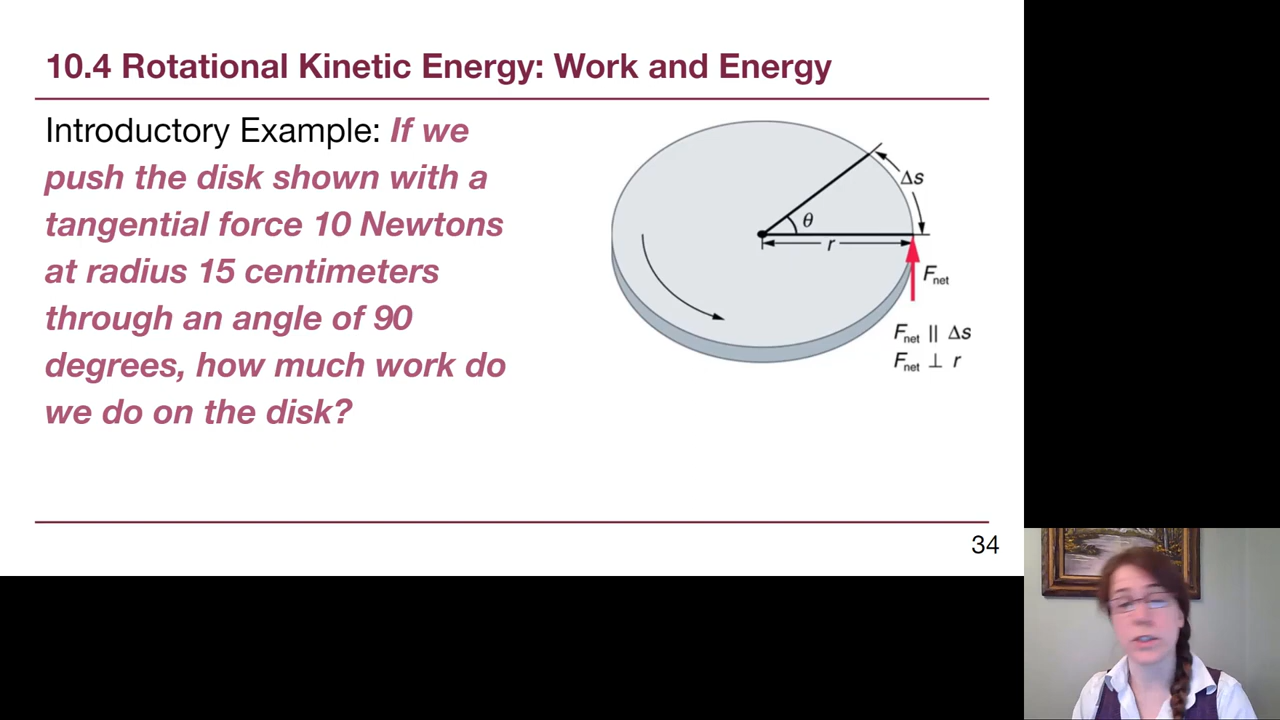 10.4 Rotational Kinetic Energy: Work and Energy
Introductory Example: If we
push the disk shown with a
tangential force 10 Newtons
at radius 15 centimeters
through an angle of 90
degrees, how much work do
we do on the disk?
Δs
θ
r
Fnet
Fnet || Δs
Fnet ⊥ r
34